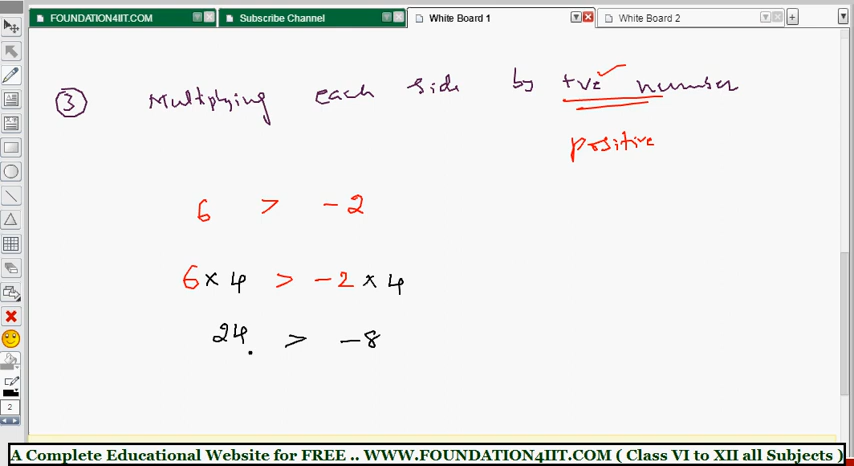 FOUNDATION4IIT.COM Subscribe Channel White Board 1 White Board 2
③ Multiplying each side by +ve number
positive
6 > -2
6 × 4 > -2 × 4
24 > -8
2
A Complete Educational Website for FREE .. WWW.FOUNDATION4IIT.COM ( Class VI to XII all Subjects )